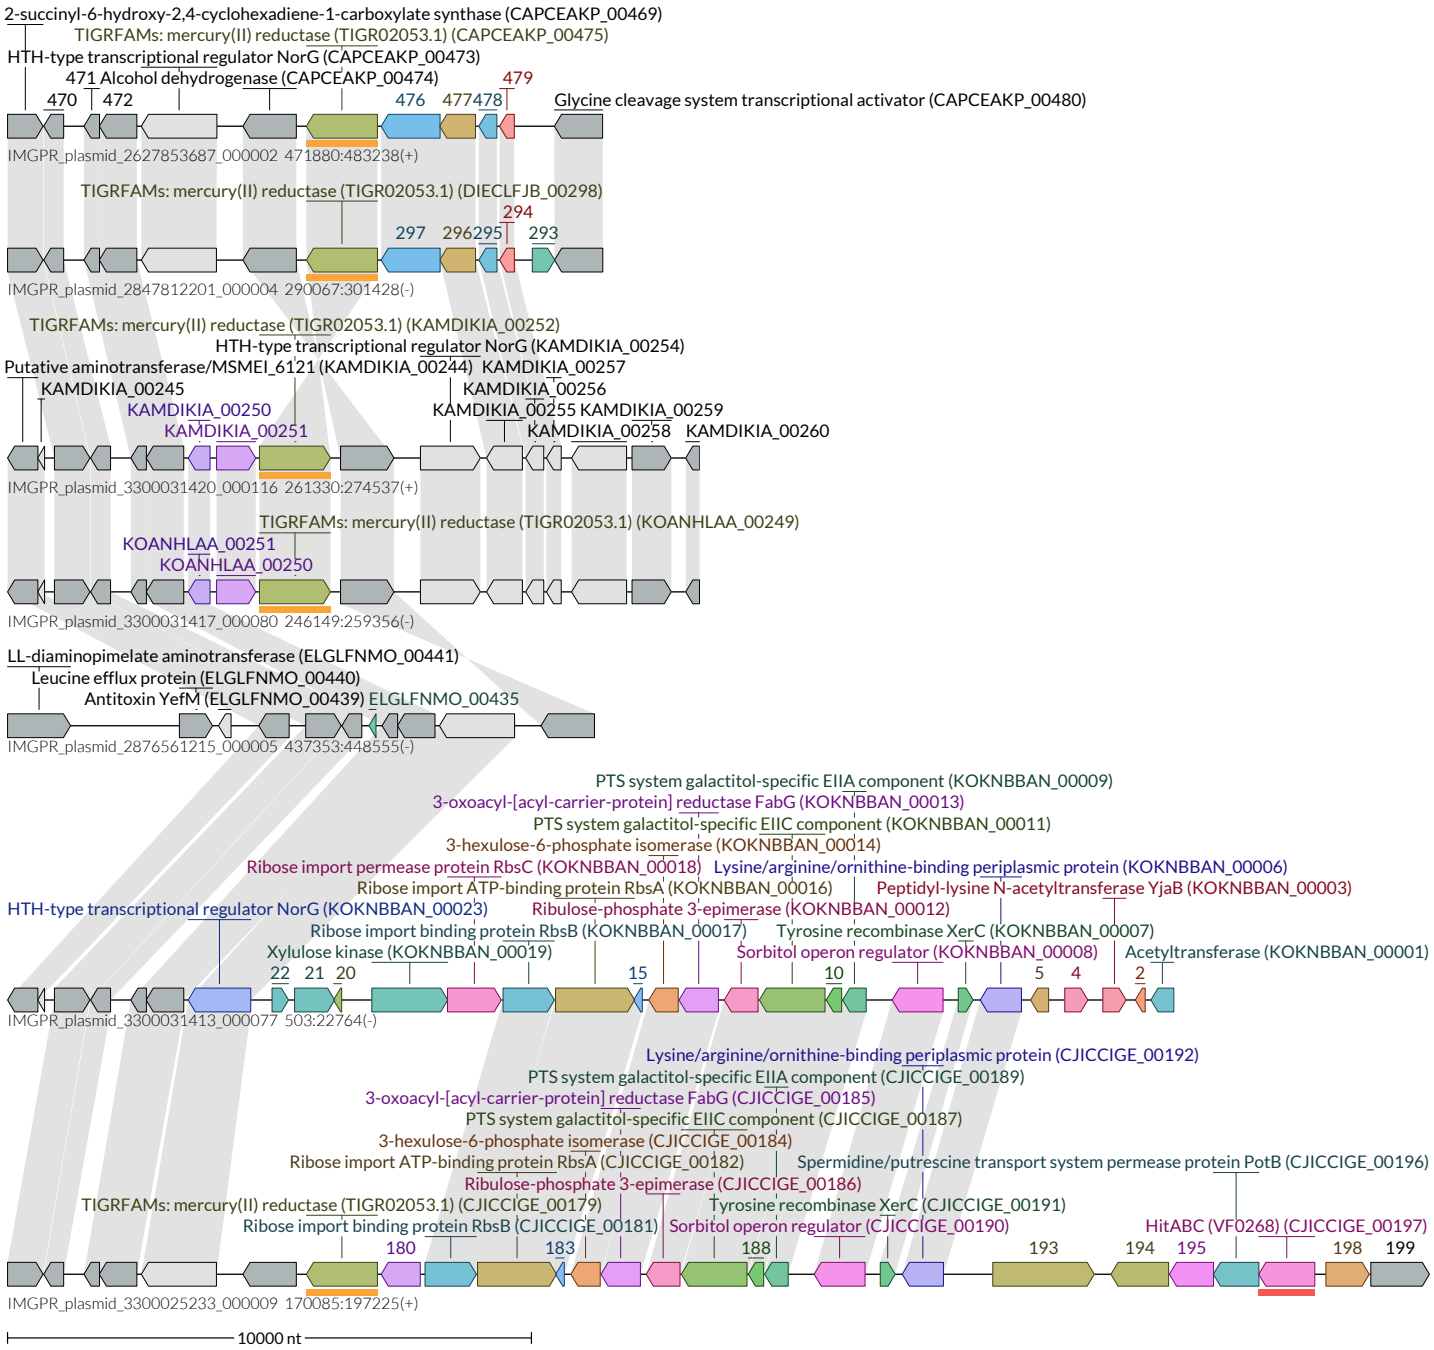 2-succinyl-6-hydroxy-2,4-cyclohexadiene-1-carboxylate synthase (CAPCEAKP_00469)
TIGRFAMs: mercury(II) reductase (TIGR02053.1) (CAPCEAKP_00475)
HTH-type transcriptional regulator NorG (CAPCEAKP_00473)
471 Alcohol dehydrogenase (CAPCEAKP_00474) 479
470 472 476 477 478 Glycine cleavage system transcriptional activator (CAPCEAKP_00480)
IMGPR_plasmid_2627853687_000002 471880:483238(+)
TIGRFAMs: mercury(II) reductase (TIGR02053.1) (DIECLFJB_00298)
294
297 296 295 293
IMGPR_plasmid_2847812201_000004 290067:301428(-)
TIGRFAMs: mercury(II) reductase (TIGR02053.1) (KAMDIKIA_00252)
HTH-type transcriptional regulator NorG (KAMDIKIA_00254)
Putative aminotransferase/MSMEI_6121 (KAMDIKIA_00244) KAMDIKIA_00257
KAMDIKIA_00245 KAMDIKIA_00256
KAMDIKIA_00250 KAMDIKIA_00255 KAMDIKIA_00259
KAMDIKIA_00251 KAMDIKIA_00258 KAMDIKIA_00260
IMGPR_plasmid_3300031420_000116 261330:274537(+)
TIGRFAMs: mercury(II) reductase (TIGR02053.1) (KOANHLAA_00249)
KOANHLAA_00251
KOANHLAA_00250
IMGPR_plasmid_3300031417_000080 246149:259356(-)
LL-diaminopimelate aminotransferase (ELGLFNMO_00441)
Leucine efflux protein (ELGLFNMO_00440)
Antitoxin YefM (ELGLFNMO_00439) ELGLFNMO_00435
IMGPR_plasmid_2876561215_000005 437353:448555(-)
PTS system galactitol-specific EIIA component (KOKNBBAN_00009)
3-oxoacyl-[acyl-carrier-protein] reductase FabG (KOKNBBAN_00013)
PTS system galactitol-specific EIIC component (KOKNBBAN_00011)
3-hexulose-6-phosphate isomerase (KOKNBBAN_00014)
Ribose import permease protein RbsC (KOKNBBAN_00018) Lysine/arginine/ornithine-binding periplasmic protein (KOKNBBAN_00006)
Ribose import ATP-binding protein RbsA (KOKNBBAN_00016) Peptidyl-lysine N-acetyltransferase YjaB (KOKNBBAN_00003)
HTH-type transcriptional regulator NorG (KOKNBBAN_00023) Ribulose-phosphate 3-epimerase (KOKNBBAN_00012)
Ribose import binding protein RbsB (KOKNBBAN_00017) Tyrosine recombinase XerC (KOKNBBAN_00007)
Xylulose kinase (KOKNBBAN_00019) Sorbitol operon regulator (KOKNBBAN_00008) Acetyltransferase (KOKNBBAN_00001)
22 21 20 15 10 5 4 2
IMGPR_plasmid_3300031413_000077 503:22764(-)
Lysine/arginine/ornithine-binding periplasmic protein (CJICCIGE_00192)
PTS system galactitol-specific EIIA component (CJICCIGE_00189)
3-oxoacyl-[acyl-carrier-protein] reductase FabG (CJICCIGE_00185)
PTS system galactitol-specific EIIC component (CJICCIGE_00187)
3-hexulose-6-phosphate isomerase (CJICCIGE_00184)
Ribose import ATP-binding protein RbsA (CJICCIGE_00182) Spermidine/putrescine transport system permease protein PotB (CJICCIGE_00196)
Ribulose-phosphate 3-epimerase (CJICCIGE_00186)
TIGRFAMs: mercury(II) reductase (TIGR02053.1) (CJICCIGE_00179) Tyrosine recombinase XerC (CJICCIGE_00191)
Ribose import binding protein RbsB (CJICCIGE_00181) Sorbitol operon regulator (CJICCIGE_00190) HitABC (VF0268) (CJICCIGE_00197)
180 183 188 193 194 195 198 199
IMGPR_plasmid_3300025233_000009 170085:197225(+)
10000 nt